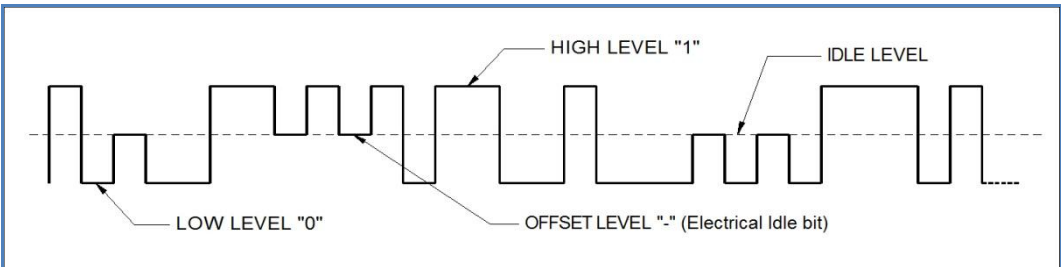 HIGH LEVEL "1"
IDLE LEVEL
LOW LEVEL "0"
OFFSET LEVEL "-" (Electrical Idle bit)